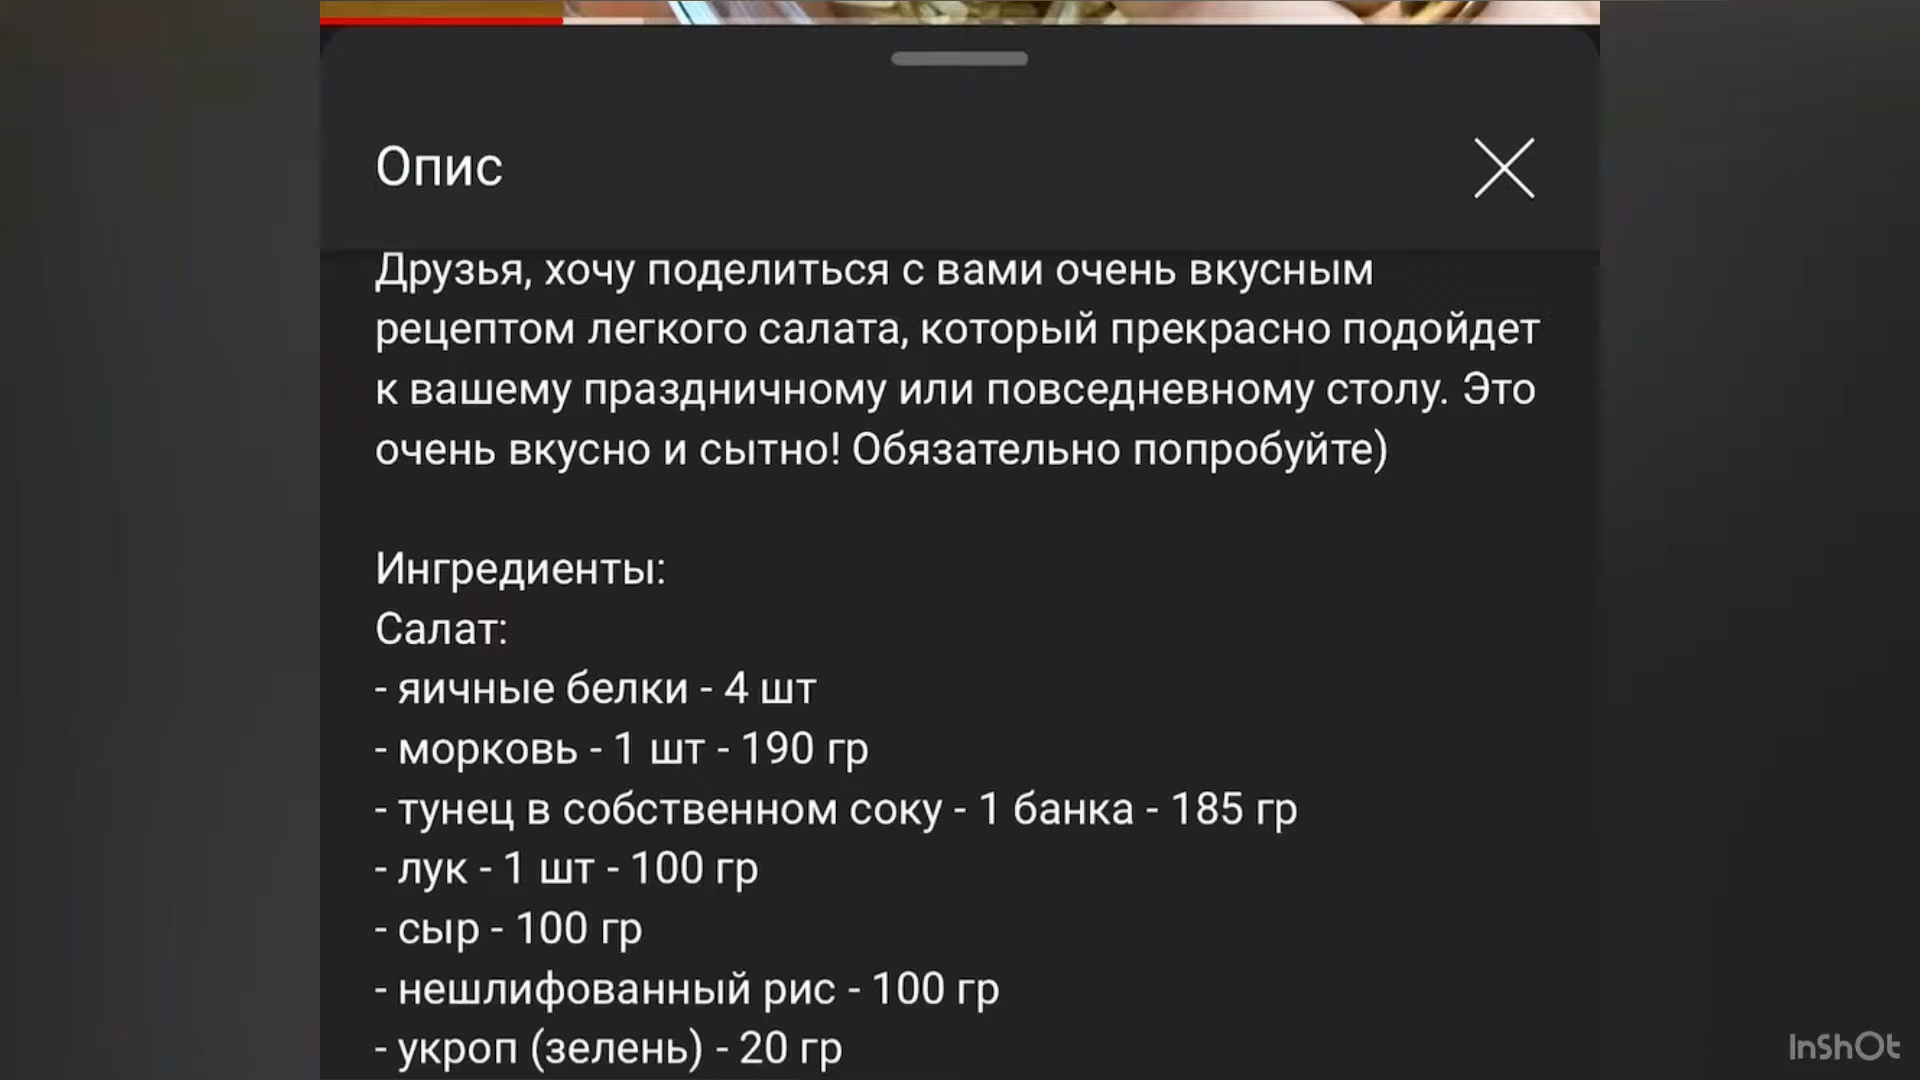 Опис
Друзья, хочу поделиться с вами очень вкусным
рецептом легкого салата, который прекрасно подойдет
к вашему праздничному или повседневному столу. Это
очень вкусно и сытно! Обязательно попробуйте)
Ингредиенты:
Салат:
- яичные белки - 4 шт
- морковь - 1 шт - 190 гр
- тунец в собственном соку - 1 банка - 185 гр
- лук - 1 шт - 100 гр
- сыр - 100 гр
- нешлифованный рис - 100 гр
- укроп (зелень) - 20 гр
InShOt